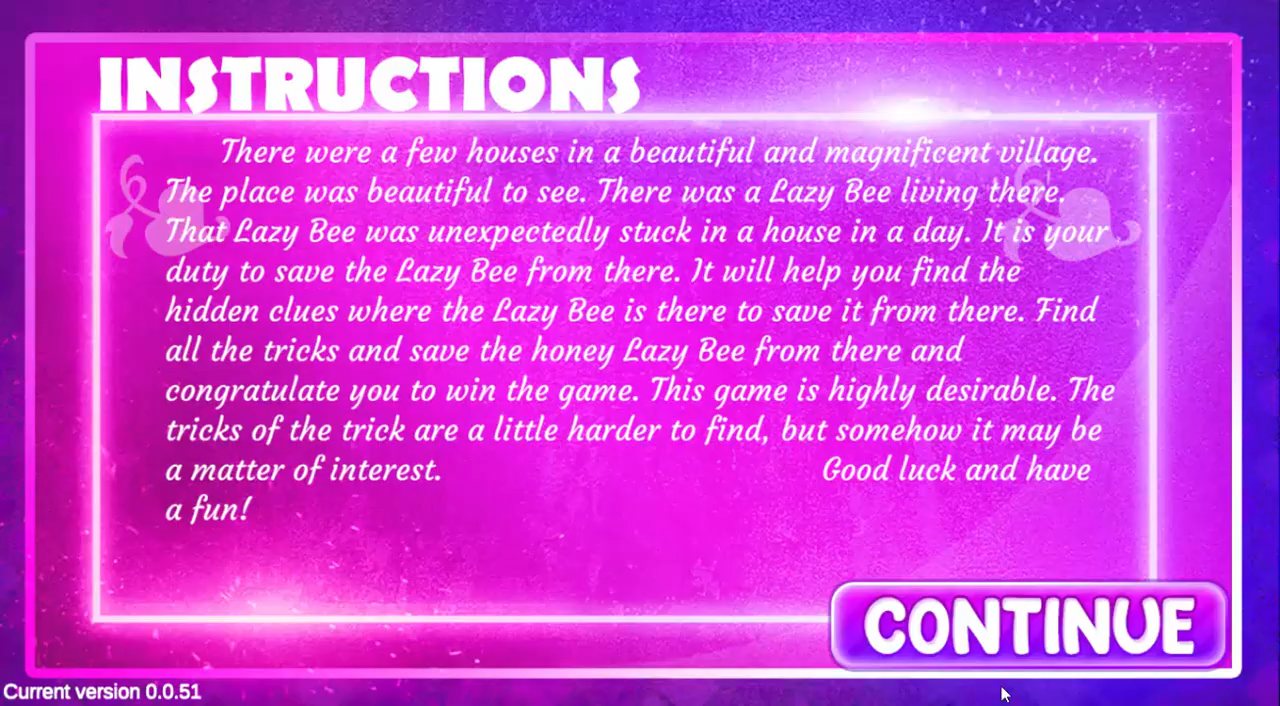 INSTRUCTIONS
There were a few houses in a beautiful and magnificent village.
The place was beautiful to see. There was a Lazy Bee living there.
That Lazy Bee was unexpectedly stuck in a house in a day. It is your
duty to save the Lazy Bee from there. It will help you find the
hidden clues where the Lazy Bee is there to save it from there. Find
all the tricks and save the honey Lazy Bee from there and
congratulate you to win the game. This game is highly desirable. The
tricks of the trick are a little harder to find, but somehow it may be
a matter of interest. Good luck and have
a fun!
CONTINUE
Current version 0.0.51